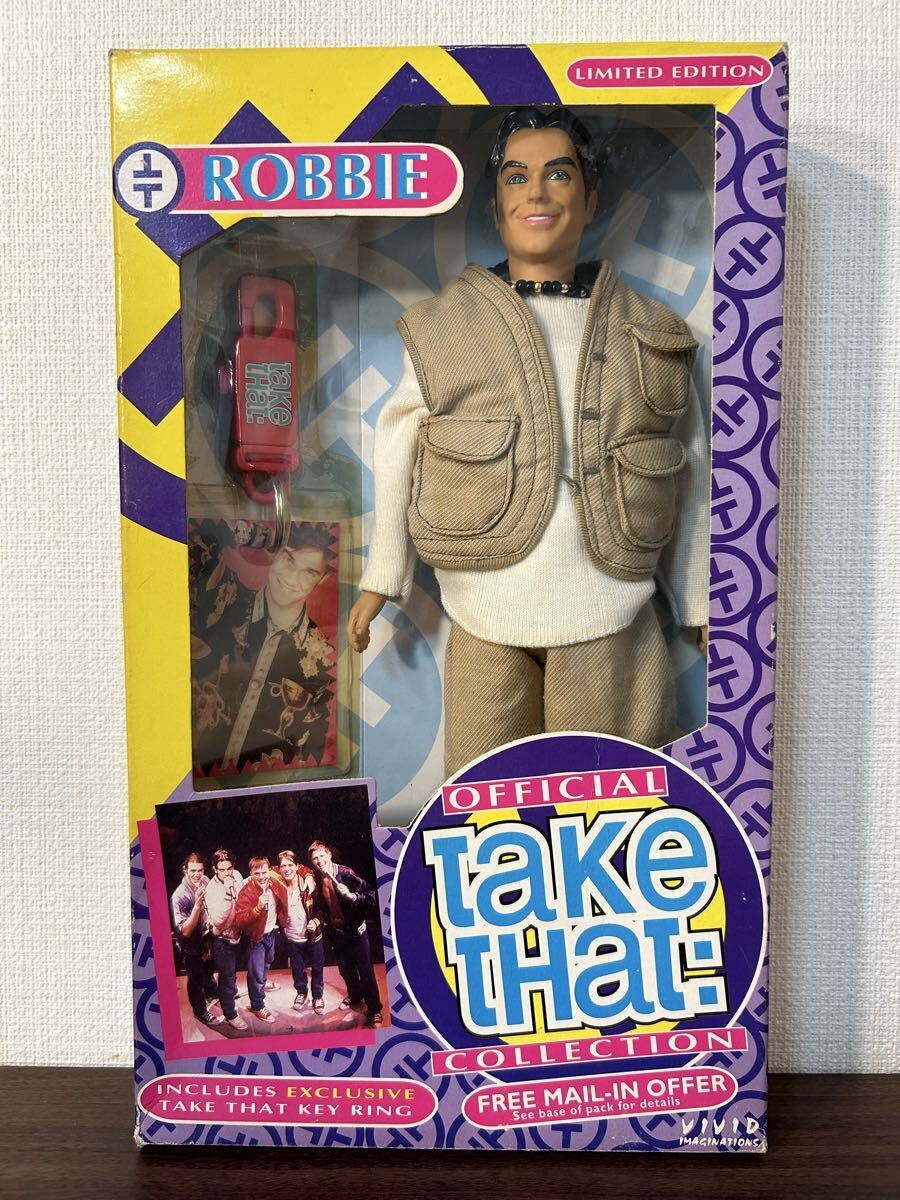 LIMITED EDITION
ROBBIE
take
that:
OFFICIAL
take
that:
COLLECTION
INCLUDES EXCLUSIVE
TAKE THAT KEY RING
FREE MAIL-IN OFFER
See base of pack for details
VIVID
IMAGINATIONS